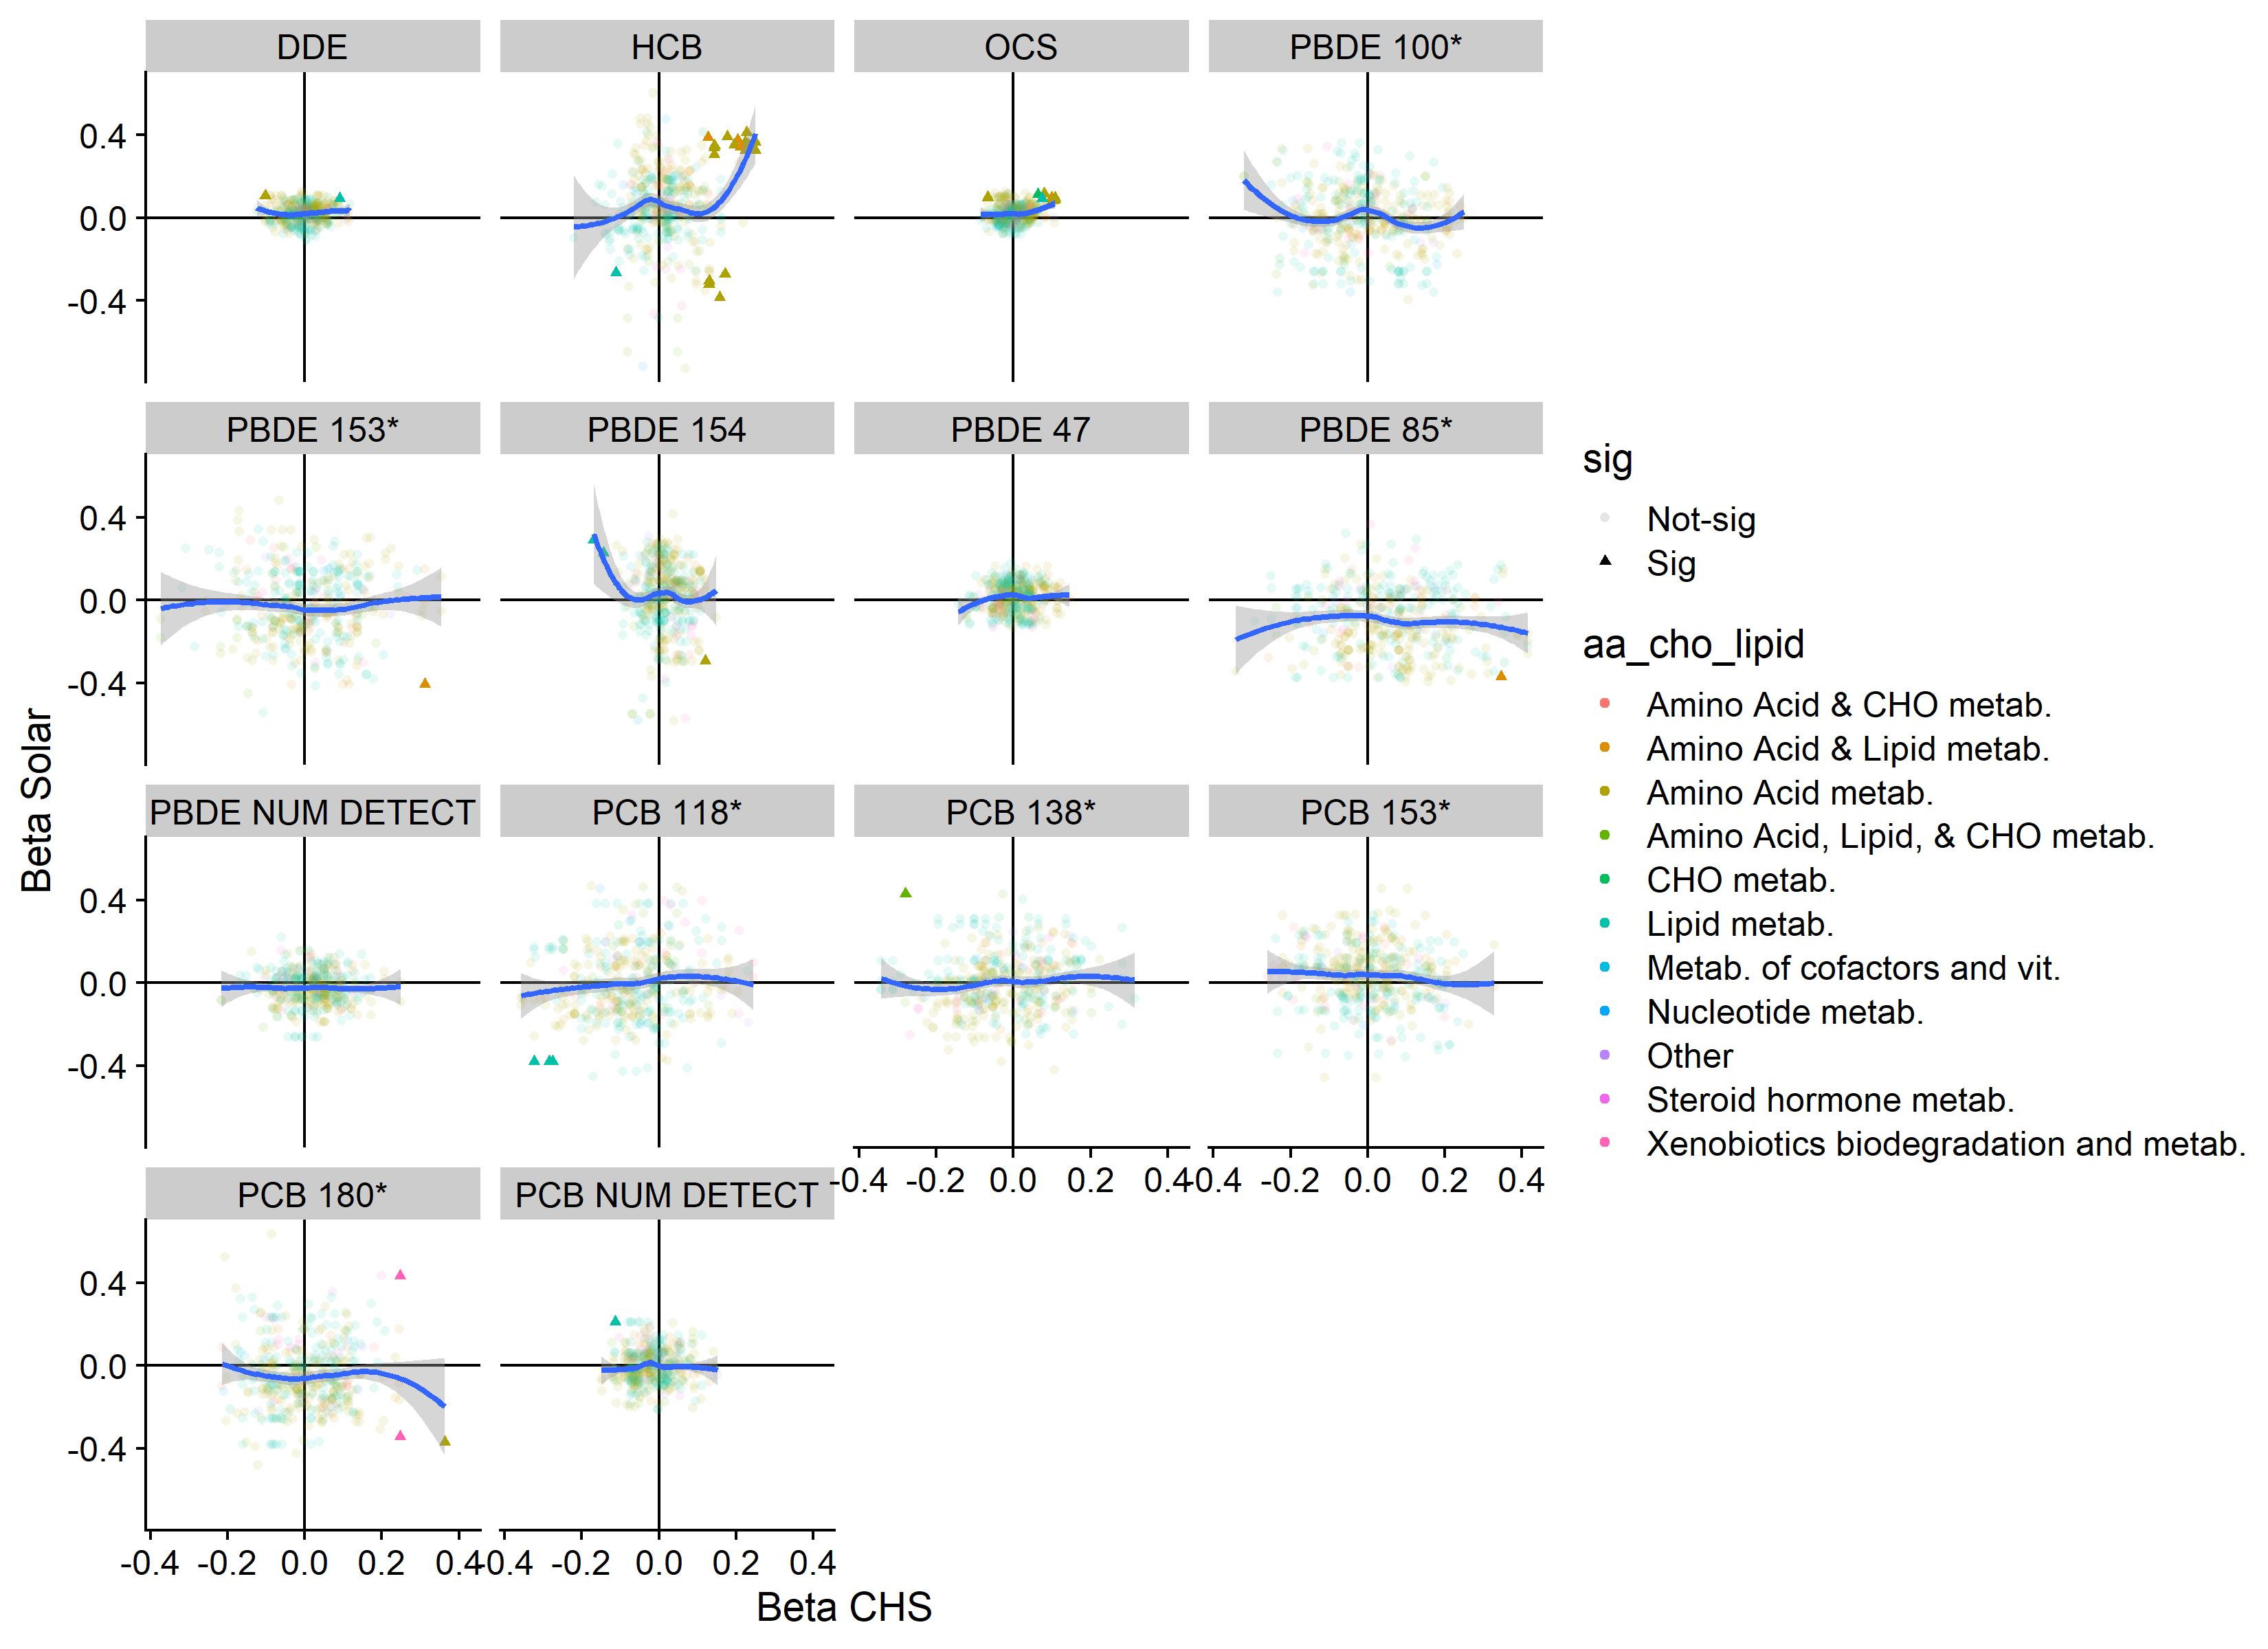 DDE HCB OCS PBDE 100*
0.4
0.0
-0.4
PBDE 153* PBDE 154 PBDE 47 PBDE 85*
0.4
0.0
-0.4
PBDE NUM DETECT PCB 118* PCB 138* PCB 153*
0.4
0.0
-0.4
-0.4 -0.2 0.0 0.2 0.4 -0.4 -0.2 0.0 0.2 0.4
PCB 180* PCB NUM DETECT
0.4
0.0
-0.4
-0.4 -0.2 0.0 0.2 0.4 -0.4 -0.2 0.0 0.2 0.4
Beta CHS
Beta Solar
sig
Not-sig
Sig
aa_cho_lipid
Amino Acid & CHO metab.
Amino Acid & Lipid metab.
Amino Acid metab.
Amino Acid, Lipid, & CHO metab.
CHO metab.
Lipid metab.
Metab. of cofactors and vit.
Nucleotide metab.
Other
Steroid hormone metab.
Xenobiotics biodegradation and metab.